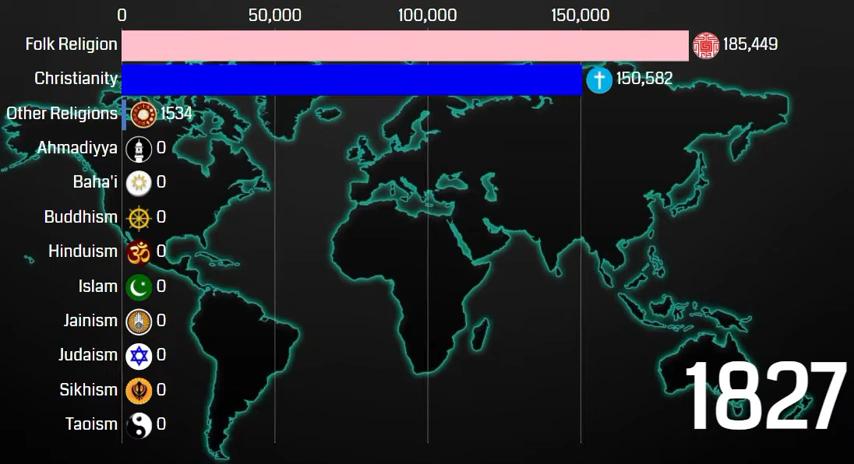 0 50,000 100,000 150,000
Folk Religion 185,449
Christianity 150,582
Other Religions 1534
Ahmadiyya 0
Baha'i 0
Buddhism 0
Hinduism 0
Islam 0
Jainism 0
Judaism 0
Sikhism 0
Taoism 0
1827